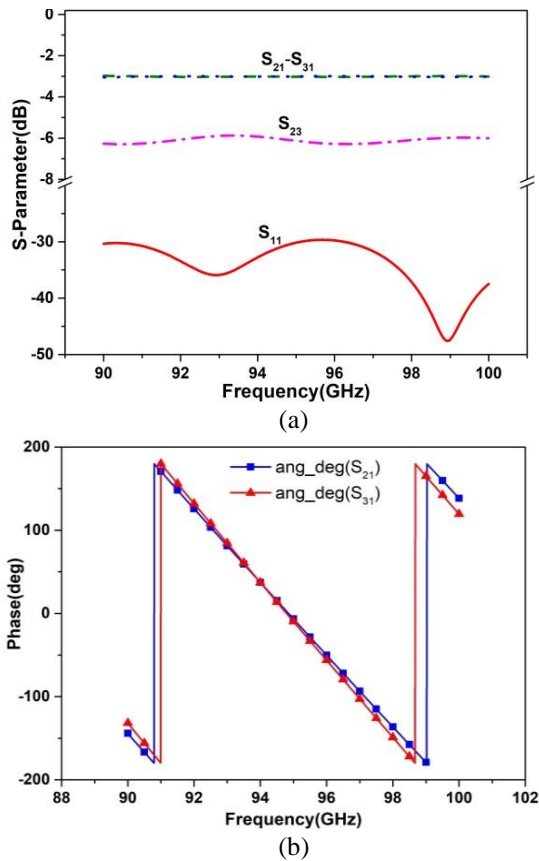 0
-2
-4
-6
-8
-30
-40
-50
S-Parameter(dB)
S21-S31
S23
S11
90 92 94 96 98 100
Frequency(GHz)
(a)
200
100
0
-100
-200
Phase(deg)
ang_deg(S21)
ang_deg(S31)
88 90 92 94 96 98 100 102
Frequency(GHz)
(b)